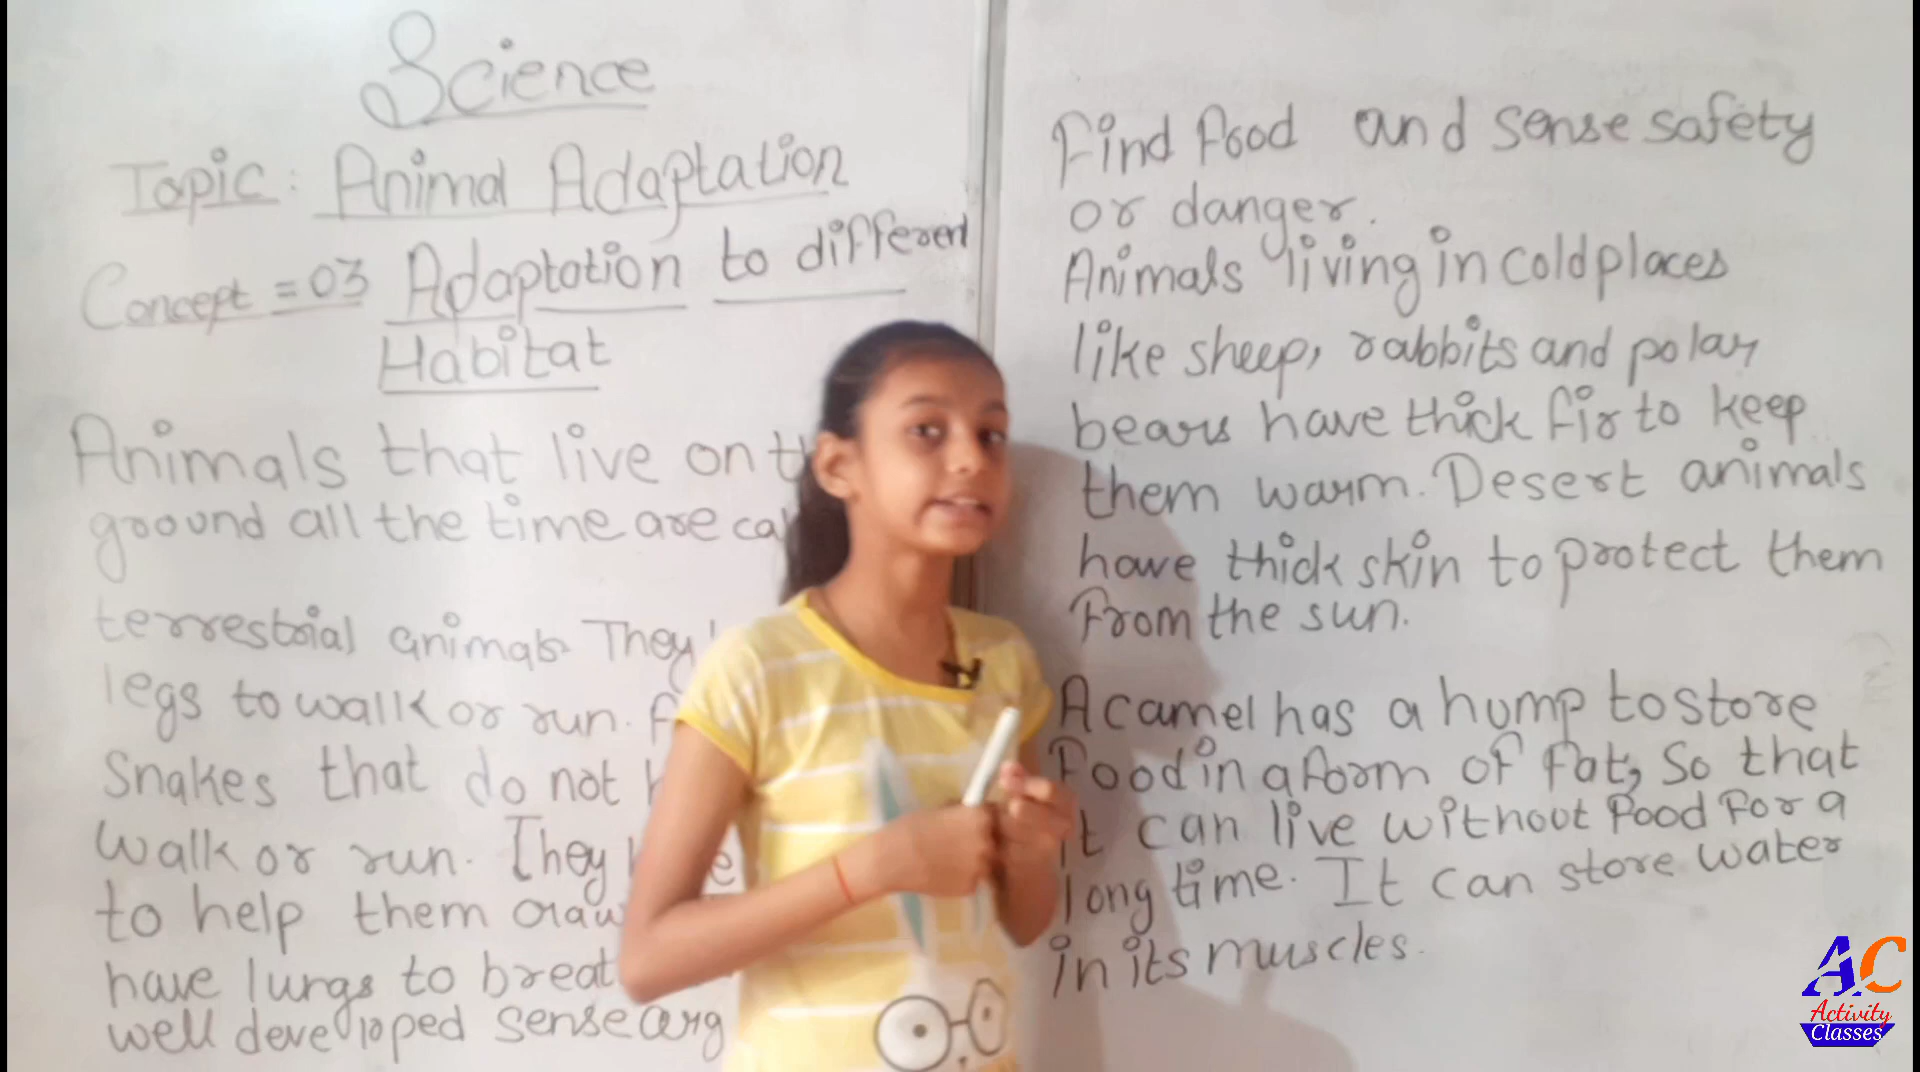 Science
Topic: Animal Adaptation
Concept = 03 Adaptation to different
Habitat
Animals that live on
ground all the time are
terrestrial animals. They
legs to walk or run.
Snakes that do not
walk or run. They
to help them
have lungs to
well developed sense
Find Food and sense safety
or danger.
Animals living in cold places
like sheep, rabbits and polar
bears have thick fir to keep
them warm. Desert animals
have thick skin to protect them
From the sun.
A camel has a hump to store
Food in a form of fat, So that
it can live without Food For a
long time. It can store water
in its muscles.
AC
Activity
Classes